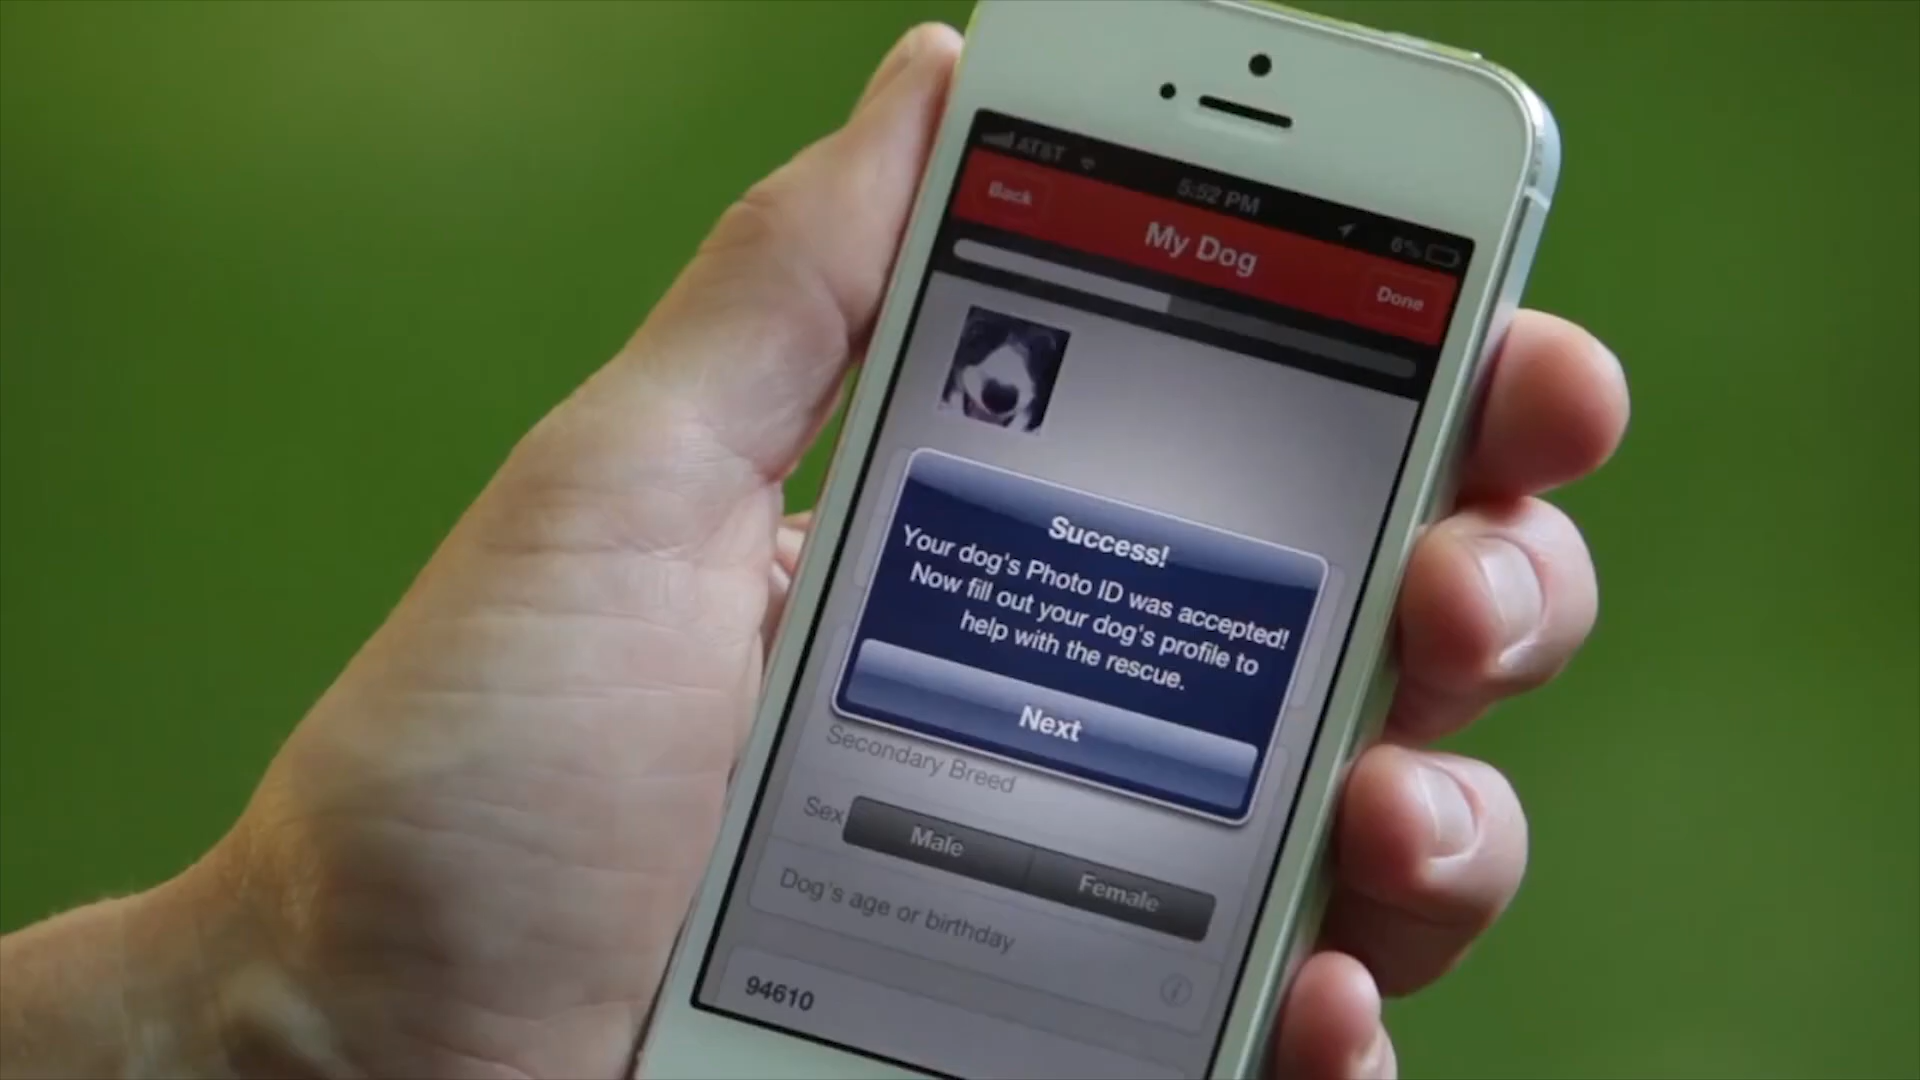 AT&T 5:52 PM 6%
Back My Dog Done
Success!
Your dog's Photo ID was accepted!
Now fill out your dog's profile to
help with the rescue.
Next
Secondary Breed
Sex Male Female
Dog's age or birthday
94610